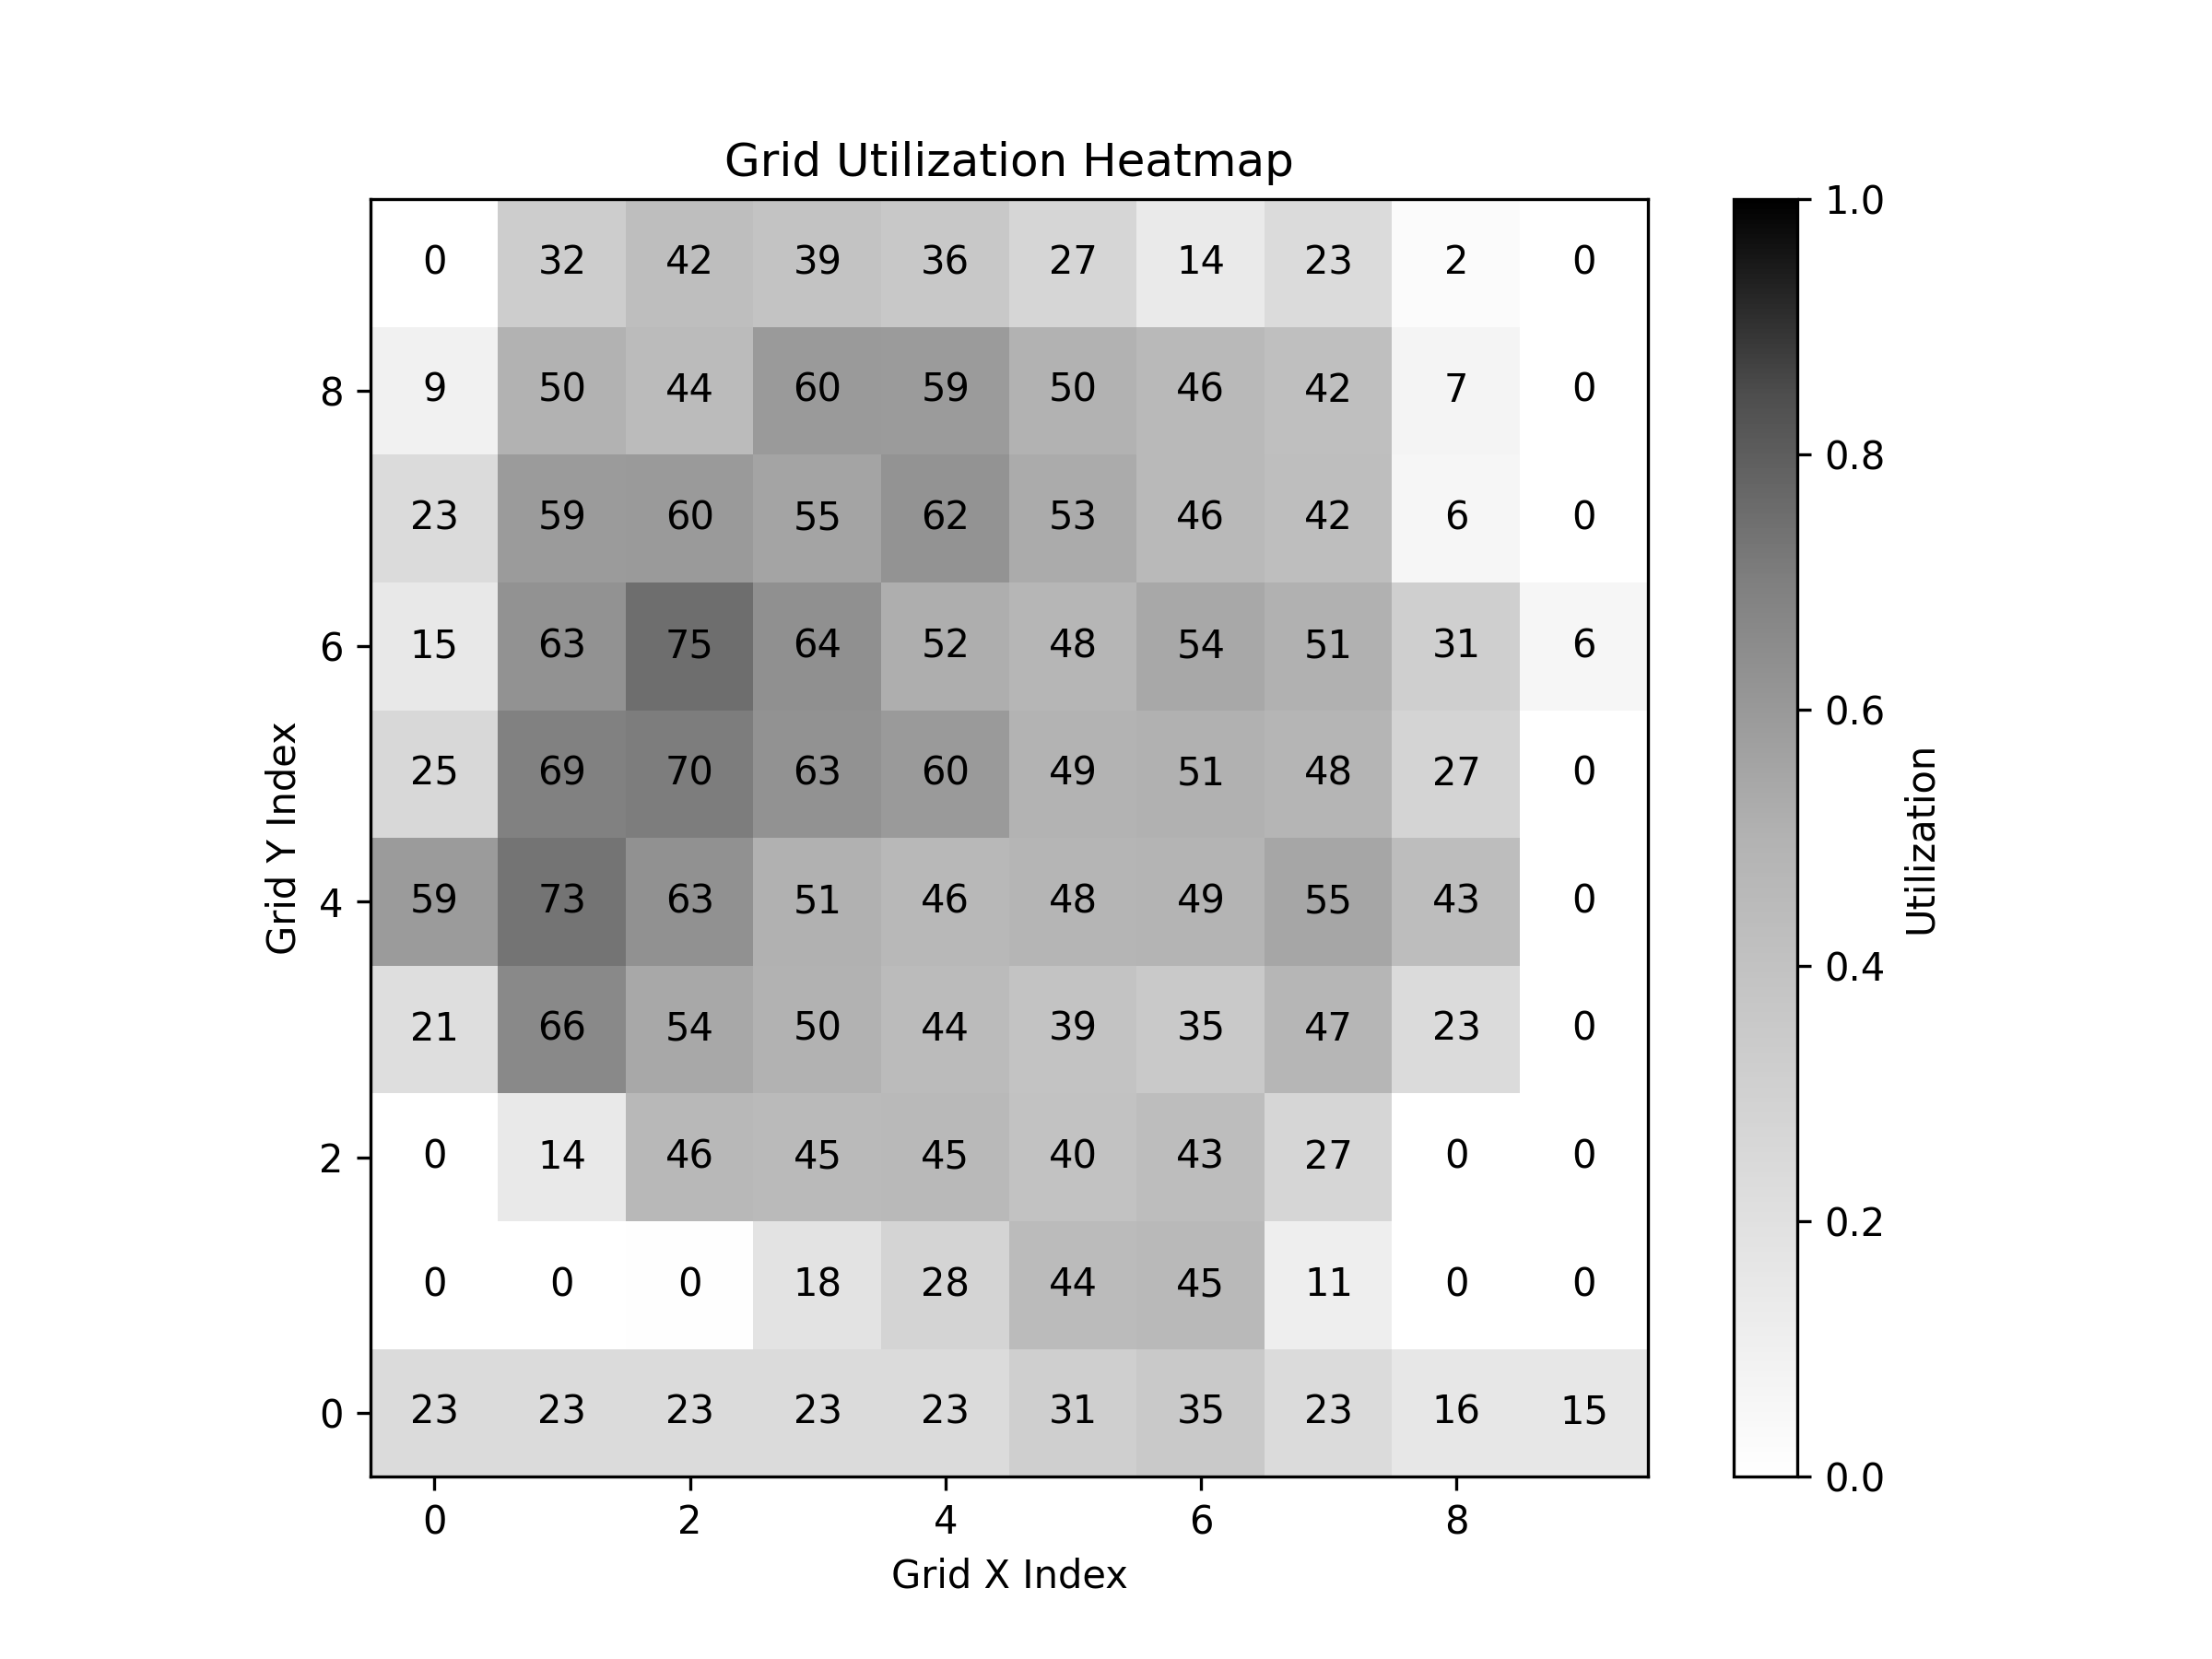 Grid Utilization Heatmap
0 32 42 39 36 27 14 23 2 0
8 9 50 44 60 59 50 46 42 7 0
23 59 60 55 62 53 46 42 6 0
6 15 63 75 64 52 48 54 51 31 6
25 69 70 63 60 49 51 48 27 0
4 59 73 63 51 46 48 49 55 43 0
21 66 54 50 44 39 35 47 23 0
2 0 14 46 45 45 40 43 27 0 0
0 0 0 18 28 44 45 11 0 0
0 23 23 23 23 23 31 35 23 16 15
0 2 4 6 8
Grid X Index
Grid Y Index
1.0
0.8
0.6
0.4
0.2
0.0
Utilization